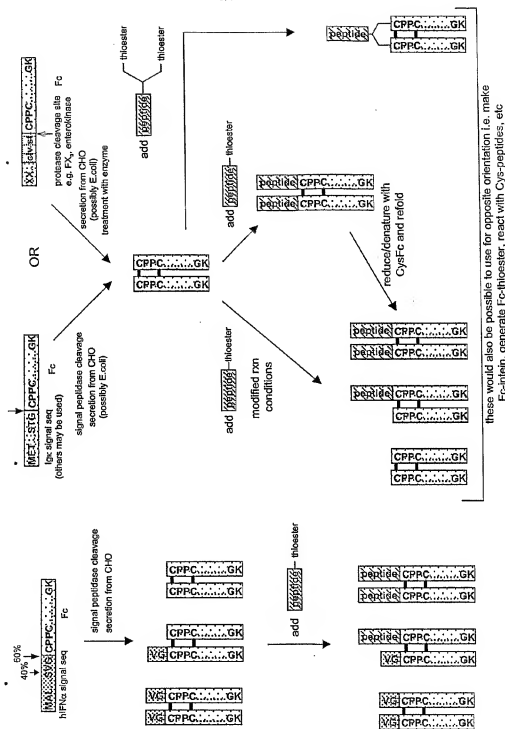 40%
60%
MAL...SVG CPPC..........GK
hIFNα signal seq
Fc
signal peptidase cleavage
secretion from CHO
VG CPPC..........GK
VG CPPC..........GK
VG CPPC..........GK
CPPC..........GK
CPPC..........GK
CPPC..........GK
add
peptide
thioester
VG CPPC..........GK
VG CPPC..........GK
peptide CPPC..........GK
VG CPPC..........GK
peptide CPPC..........GK
peptide CPPC..........GK
MET...STG CPPC..........GK
Igκ signal seq
(others may be used)
Fc
signal peptidase cleavage
secretion from CHO
(possibly E.coli)
OR
CPPC..........GK
Fc
protease cleavage site
secretion from CHO
(possibly E.coli)
treatment with enzyme
CPPC..........GK
CPPC..........GK
add
peptide
thioester
modified rxn
conditions
add
peptide
thioester
add
peptide
thioester
thioester
peptide CPPC..........GK
peptide CPPC..........GK
reduce/denature with
CysFc and refold
peptide
CPPC..........GK
CPPC..........GK
CPPC..........GK
CPPC..........GK
peptide CPPC..........GK
CPPC..........GK
peptide CPPC..........GK
peptide CPPC..........GK
these would also be possible to use for opposite orientation i.e. make
Fc-intein, generate Fc-thioester, react with Cys-peptides, etc